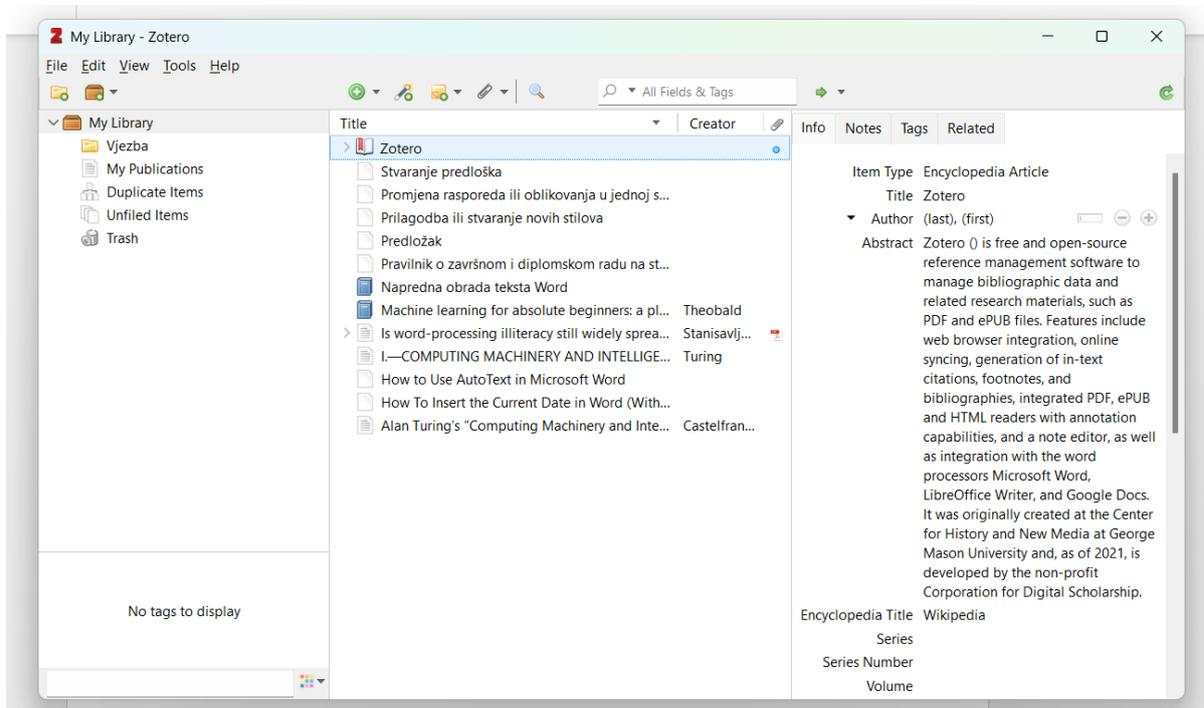 My Library - Zotero
File Edit View Tools Help
All Fields & Tags
My Library
Vjezba
My Publications
Duplicate Items
Unfiled Items
Trash
No tags to display
Title Creator
Zotero
Stvaranje predloška
Promjena rasporeda ili oblikovanja u jednoj s...
Prilagodba ili stvaranje novih stilova
Predložak
Pravilnik o završnom i diplomskom radu na st...
Napredna obrada teksta Word
Machine learning for absolute beginners: a pl... Theobald
Is word-processing illiteracy still widely sprea... Stanisavlj...
I.—COMPUTING MACHINERY AND INTELLIGE... Turing
How to Use AutoText in Microsoft Word
How To Insert the Current Date in Word (With...
Alan Turing's "Computing Machinery and Inte... Castelfran...
Info Notes Tags Related
Item Type Encyclopedia Article
Title Zotero
Author (last), (first)
Abstract Zotero () is free and open-source
reference management software to
manage bibliographic data and
related research materials, such as
PDF and ePUB files. Features include
web browser integration, online
syncing, generation of in-text
citations, footnotes, and
bibliographies, integrated PDF, ePUB
and HTML readers with annotation
capabilities, and a note editor, as well
as integration with the word
processors Microsoft Word,
LibreOffice Writer, and Google Docs.
It was originally created at the Center
for History and New Media at George
Mason University and, as of 2021, is
developed by the non-profit
Corporation for Digital Scholarship.
Encyclopedia Title Wikipedia
Series
Series Number
Volume